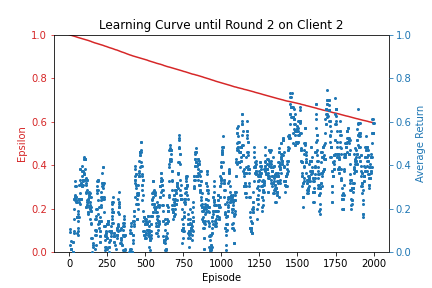 Learning Curve until Round 2 on Client 2
1.0 1.0
0.8 0.8
0.6 0.6
0.4 0.4
0.2 0.2
0.0 0.0
Epsilon
Average Return
0 250 500 750 1000 1250 1500 1750 2000
Episode